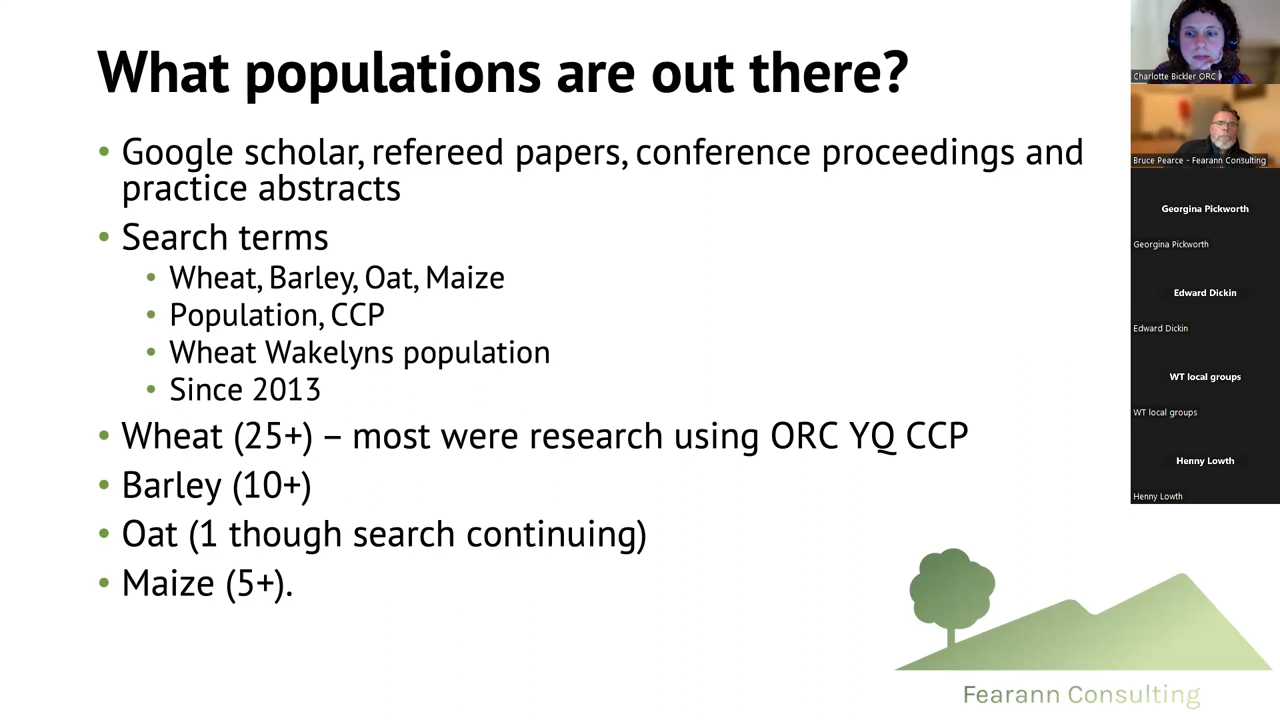 What populations are out there?
• Google scholar, refereed papers, conference proceedings and
practice abstracts
• Search terms
• Wheat, Barley, Oat, Maize
• Population, CCP
• Wheat Wakelyns population
• Since 2013
• Wheat (25+) – most were research using ORC YQ CCP
• Barley (10+)
• Oat (1 though search continuing)
• Maize (5+).
Fearann Consulting
Charlotte Bickler ORC
Bruce Pearce - Fearann Consulting
Georgina Pickworth
Georgina Pickworth
Edward Dickin
Edward Dickin
WT local groups
WT local groups
Henny Lowth
Henny Lowth